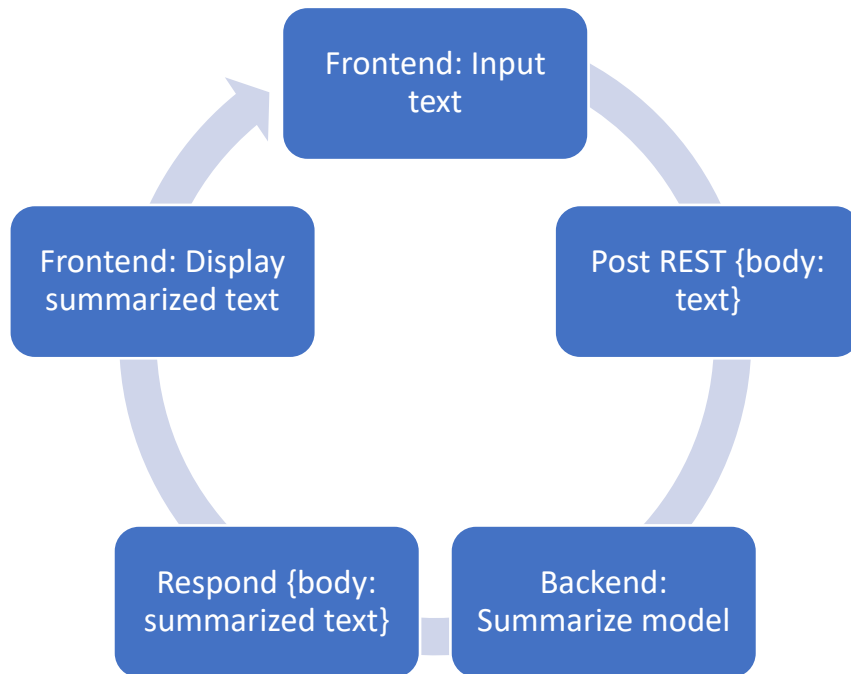 Frontend: Input
text
Post REST {body:
text}
Backend:
Summarize model
Respond {body:
summarized text}
Frontend: Display
summarized text